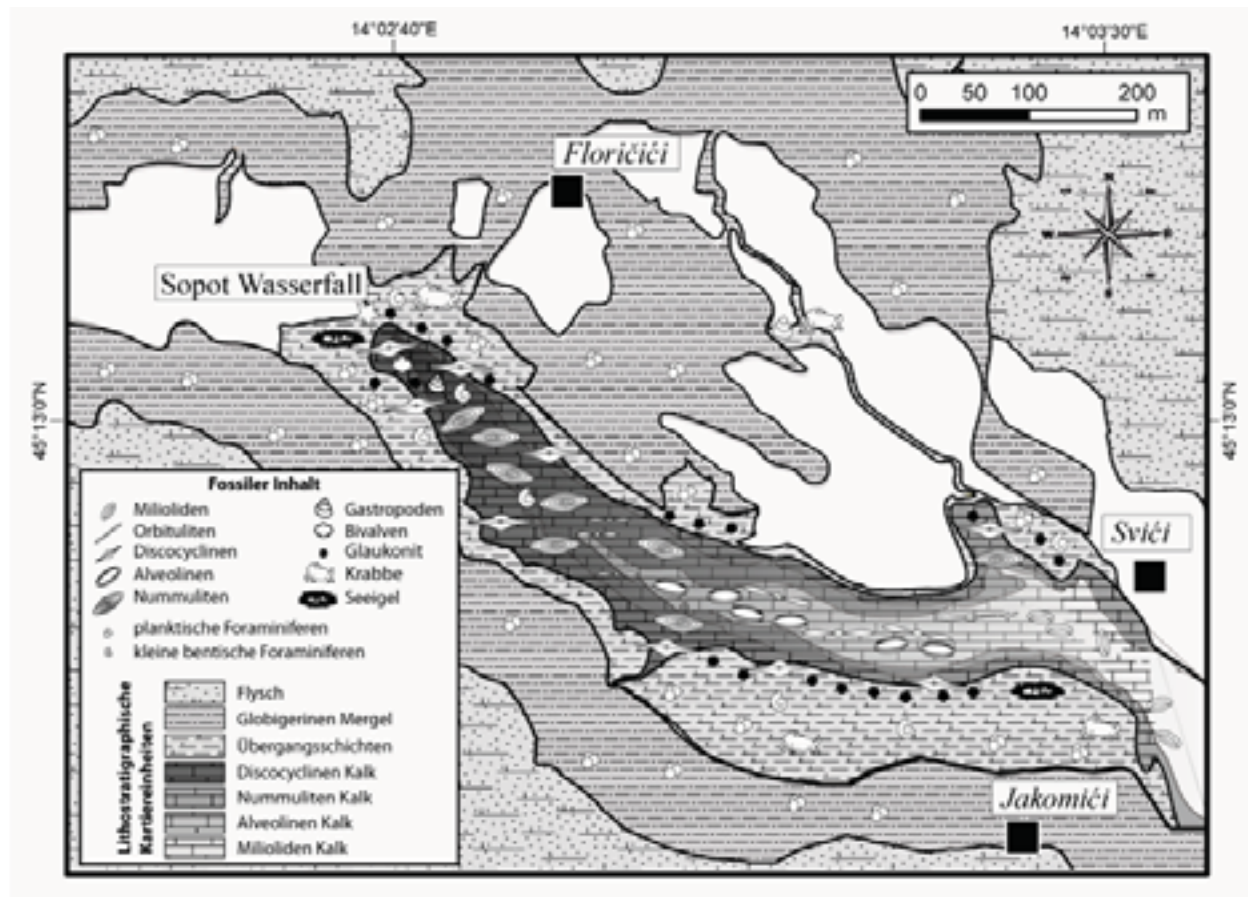 14°02'40"E
14°03'30"E
0 50 100 200
m
Floričići
Sopot Wasserfall
45°13'0"N
45°13'0"N
Svići
Jakomići
Fossiler Inhalt
Milioliden
Orbituliten
Discocyclinen
Alveolinen
Nummuliten
Gastropoden
Bivalven
Glaukonit
Krabbe
Seeigel
planktische Foraminiferen
kleine bentische Foraminiferen
Lithostratigraphische
Kartiereinheiten
Flysch
Globigerinen Mergel
Übergangsschichten
Discocyclinen Kalk
Nummuliten Kalk
Alveolinen Kalk
Milioliden Kalk